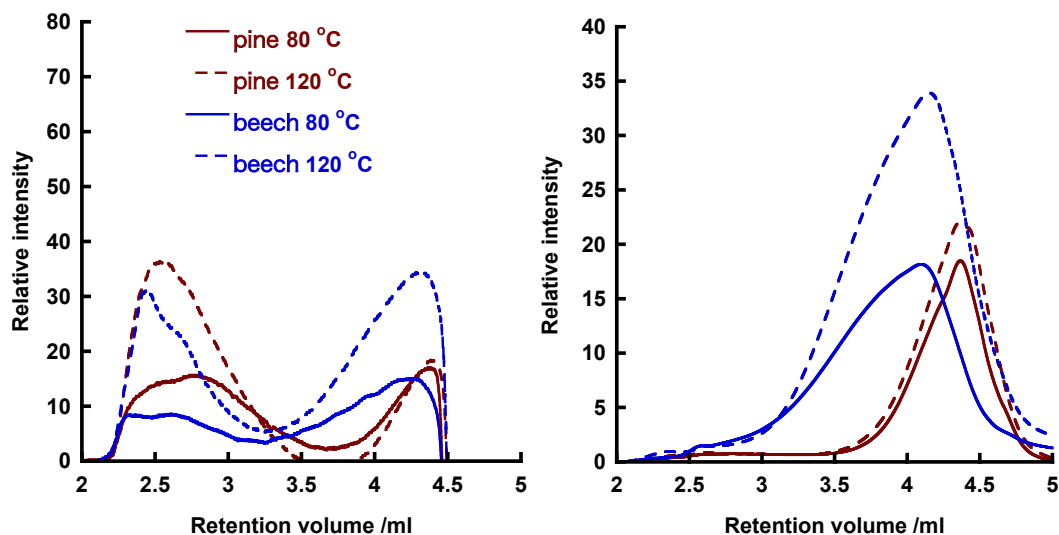 80
70
60
50
40
30
20
10
0
Relative intensity
pine 80 °C
pine 120 °C
beech 80 °C
beech 120 °C
2 2.5 3 3.5 4 4.5 5
Retention volume /ml
40
35
30
25
20
15
10
5
0
Relative intensity
2 2.5 3 3.5 4 4.5 5
Retention volume /ml